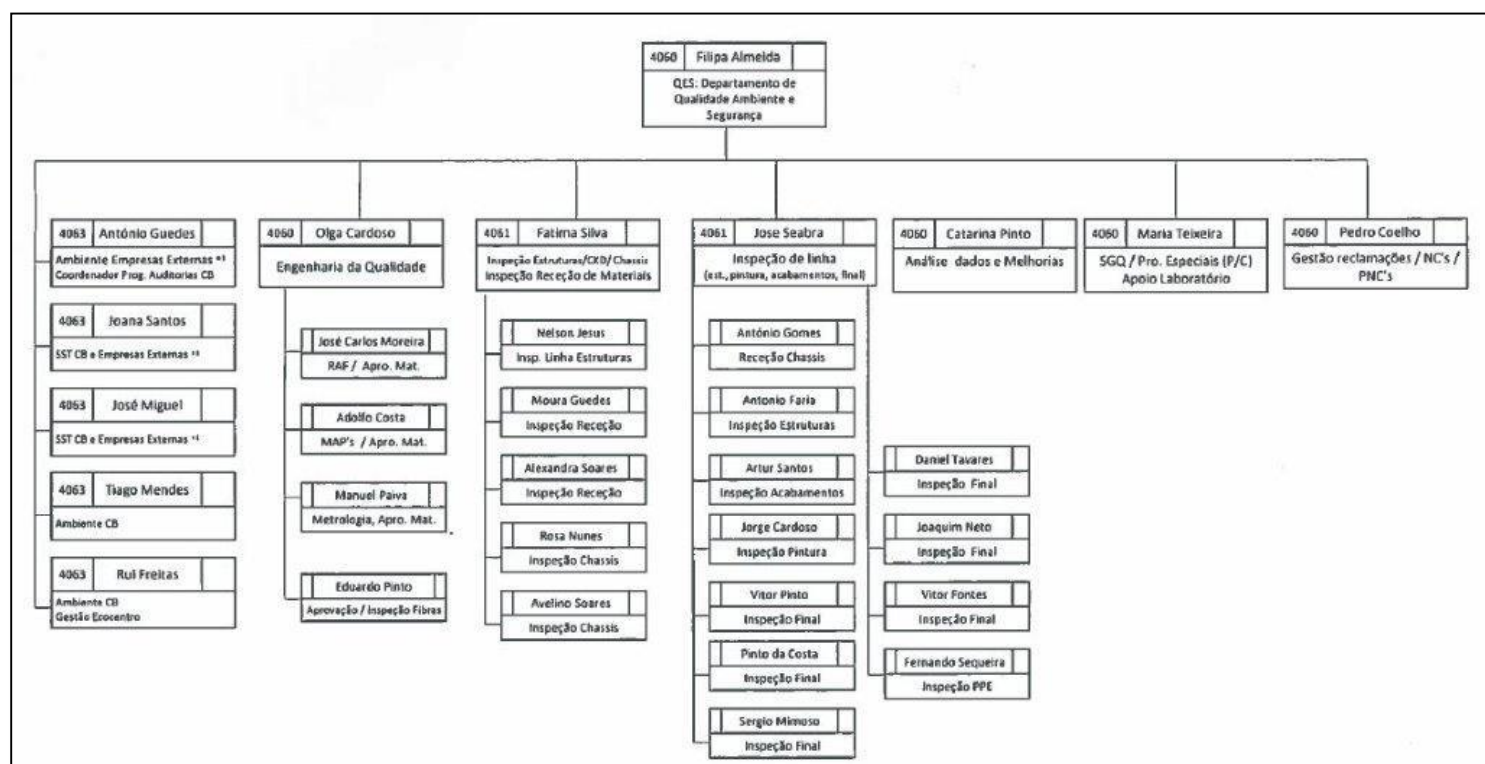 4060 Filipa Almeida
QES: Departamento de
Qualidade Ambiente e
Segurança
4063 António Guedes
Ambiente Empresas Externas *¹
Coordenador Prog. Auditorias CB
4063 Joana Santos
SST CB e Empresas Externas *¹
4063 José Miguel
SST CB e Empresas Externas *¹
4063 Tiago Mendes
Ambiente CB
4063 Rui Freitas
Ambiente CB
Gestão Ecocentro
4060 Olga Cardoso
Engenharia da Qualidade
José Carlos Moreira
RAF / Apro. Mat.
Adolfo Costa
MAP's / Apro. Mat.
Manuel Paiva
Metrologia, Apro. Mat.
Eduardo Pinto
Aprovação / Inspeção Fibras
4061 Fatima Silva
Inspeção Estruturas/CKD/Chassis
Inspeção Receção de Materiais
Nelson Jesus
Insp. Linha Estruturas
Moura Guedes
Inspeção Receção
Alexandra Soares
Inspeção Receção
Rosa Nunes
Inspeção Chassis
Avelino Soares
Inspeção Chassis
4061 Jose Seabra
Inspeção de linha
(est., pintura, acabamentos, final)
António Gomes
Receção Chassis
Antonio Faria
Inspeção Estruturas
Artur Santos
Inspeção Acabamentos
Jorge Cardoso
Inspeção Pintura
Vitor Pinto
Inspeção Final
Pinto da Costa
Inspeção Final
Sergio Mimoso
Inspeção Final
Daniel Tavares
Inspeção Final
Joaquim Neto
Inspeção Final
Vitor Fontes
Inspeção Final
Fernando Sequeira
Inspeção PPE
4060 Catarina Pinto
Análise dados e Melhorias
4060 Maria Teixeira
SGQ / Pro. Especiais (P/C)
Apoio Laboratório
4060 Pedro Coelho
Gestão reclamações / NC's /
PNC's